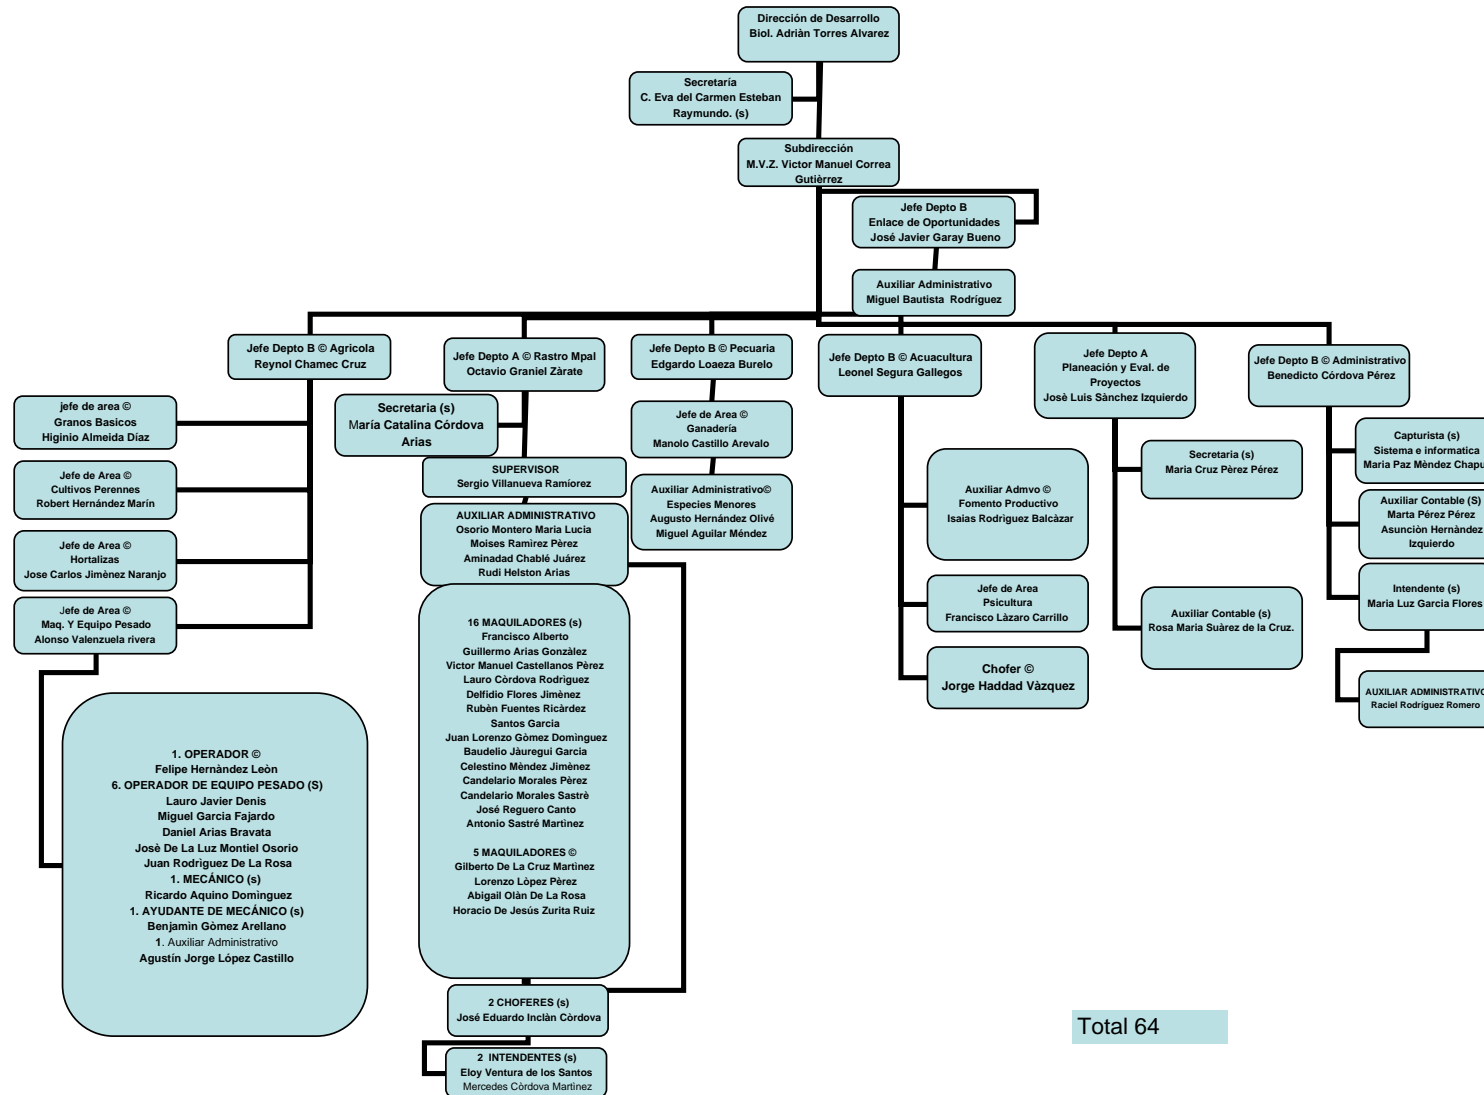 Dirección de Desarrollo
Biol. Adriàn Torres Alvarez
Secretaría
C. Eva del Carmen Esteban
Raymundo. (s)
Subdirección
M.V.Z. Victor Manuel Correa
Gutièrrez
Jefe Depto B
Enlace de Oportunidades
José Javier Garay Bueno
Auxiliar Administrativo
Miguel Bautista Rodríguez
Jefe Depto B © Agricola
Reynol Chamec Cruz
Jefe Depto A © Rastro Mpal
Octavio Graniel Zàrate
Jefe Depto B © Pecuaria
Edgardo Loaeza Burelo
Jefe Depto B © Acuacultura
Leonel Segura Gallegos
Jefe Depto A
Planeación y Eval. de
Proyectos
Josè Luis Sànchez Izquierdo
Jefe Depto B © Administrativo
Benedicto Córdova Pérez
jefe de area ©
Granos Basicos
Higinio Almeida Díaz
Jefe de Area ©
Cultivos Perennes
Robert Hernández Marín
Jefe de Area ©
Hortalizas
Jose Carlos Jimènez Naranjo
Jefe de Area ©
Maq. Y Equipo Pesado
Alonso Valenzuela rivera
1. OPERADOR ©
Felipe Hernàndez Leòn
6. OPERADOR DE EQUIPO PESADO (S)
Lauro Javier Denis
Miguel Garcia Fajardo
Daniel Arias Bravata
Josè De La Luz Montiel Osorio
Juan Rodriguez De La Rosa
1. MECÁNICO (s)
Ricardo Aquino Domìnguez
1. AYUDANTE DE MECÁNICO (s)
Benjamìn Gòmez Arellano
1. Auxiliar Administrativo
Agustín Jorge López Castillo
Secretaria (s)
María Catalina Córdova
Arias
SUPERVISOR
Sergio Villanueva Ramíorez
AUXILIAR ADMINISTRATIVO
Osorio Montero Maria Lucia
Moises Ramìrez Pèrez
Aminadad Chablé Juárez
Rudi Helston Arias
16 MAQUILADORES (s)
Francisco Alberto
Guillermo Arias Gonzàlez
Victor Manuel Castellanos Pèrez
Lauro Còrdova Rodrìguez
Delfidio Flores Jimènez
Rubèn Fuentes Ricàrdez
Santos Garcia
Juan Lorenzo Gòmez Domìnguez
Baudelio Jàuregui Garcia
Celestino Mèndez Jimènez
Candelario Morales Pèrez
Candelario Morales Sastrè
José Reguero Canto
Antonio Sastré Martinez
5 MAQUILADORES ©
Gilberto De La Cruz Martìnez
Lorenzo Lòpez Pèrez
Abigail Olàn De La Rosa
Horacio De Jesús Zurita Ruiz
2 CHOFERES (s)
José Eduardo Inclàn Còrdova
2 INTENDENTES (s)
Eloy Ventura de los Santos
Mercedes Còrdova Martìnez
Jefe de Area ©
Ganadería
Manolo Castillo Arevalo
Auxiliar Administrativo©
Especies Menores
Augusto Hernández Olivé
Miguel Aguilar Méndez
Auxiliar Admvo ©
Fomento Productivo
Isaias Rodrìguez Balcàzar
Jefe de Area
Psicultura
Francisco Làzaro Carrillo
Chofer ©
Jorge Haddad Vàzquez
Secretaria (s)
Maria Cruz Pèrez Pérez
Auxiliar Contable (s)
Rosa Maria Suàrez de la Cruz.
Capturista (s)
Sistema e informatica
Maria Paz Mèndez Chapu
Auxiliar Contable (S)
Marta Pérez Pérez
Asunciòn Hernàndez
Izquierdo
Intendente (s)
Maria Luz Garcia Flores
AUXILIAR ADMINISTRATIVO
Raciel Rodríguez Romero
Total 64